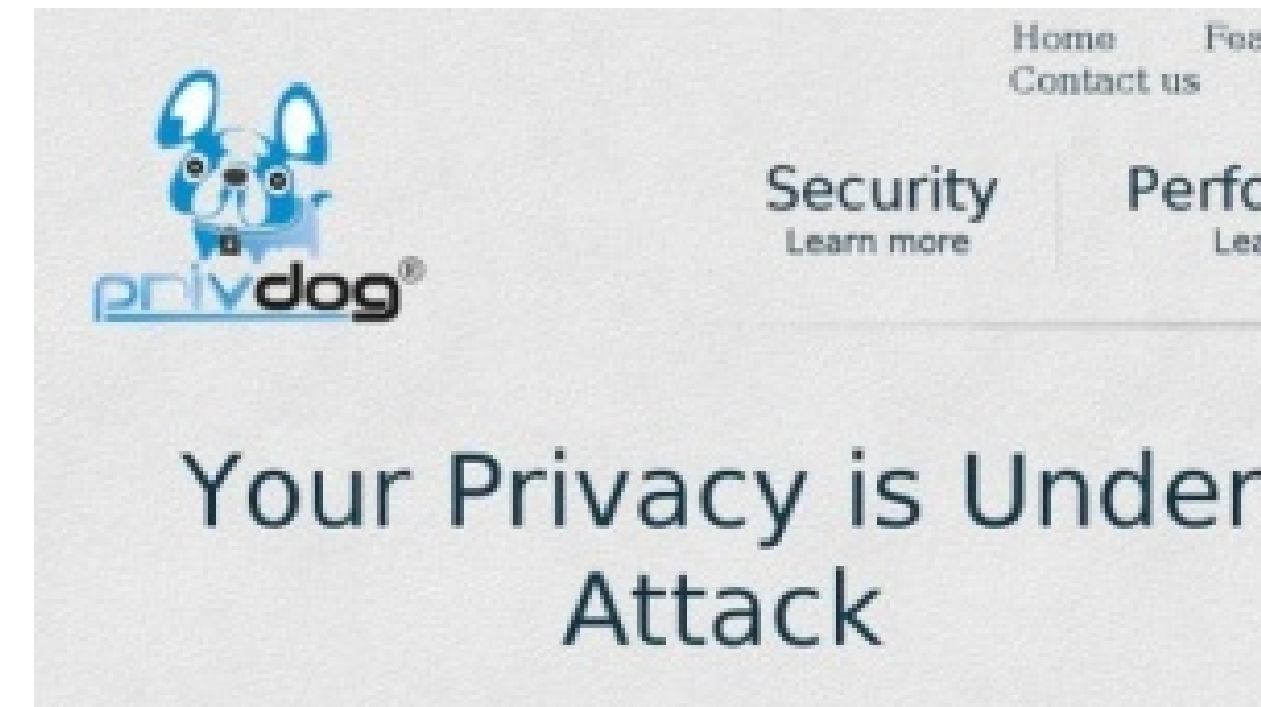 Home
Contact us
Security
Learn more
privdog®
Your Privacy is Under
Attack